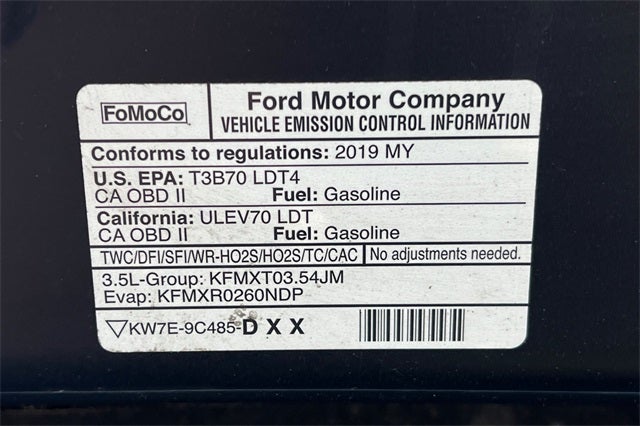 FoMoCo
Ford Motor Company
VEHICLE EMISSION CONTROL INFORMATION
Conforms to regulations: 2019 MY
U.S. EPA: T3B70 LDT4
CA OBD II Fuel: Gasoline
California: ULEV70 LDT
CA OBD II Fuel: Gasoline
TWC/DFI/SFI/WR-HO2S/HO2S/TC/CAC No adjustments needed.
3.5L-Group: KFMXT03.54JM
Evap: KFMXR0260NDP
KW7E-9C485-DXX